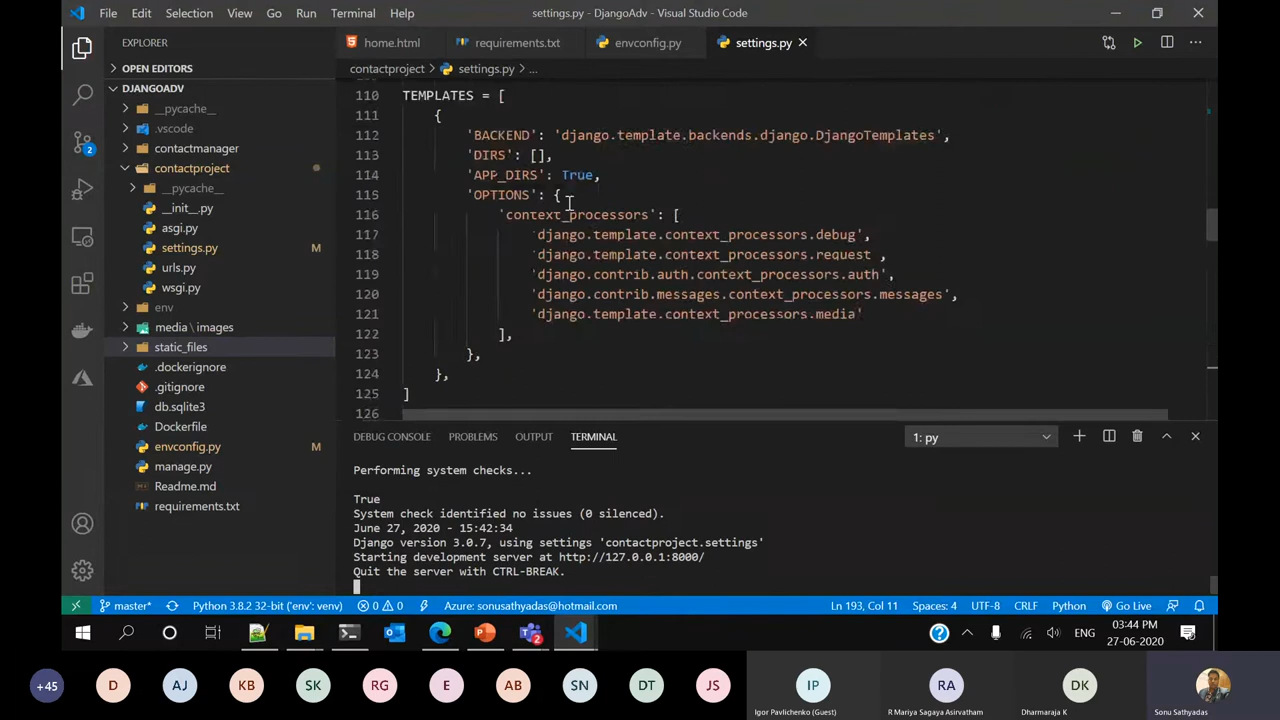 File Edit Selection View Go Run Terminal Help settings.py - DjangoAdv - Visual Studio Code
EXPLORER
OPEN EDITORS
DJANGOADV
__pycache__
.vscode
contactmanager
contactproject
__pycache__
__init__.py
asgi.py
settings.py M
urls.py
wsgi.py
env
media \ images
static_files
.dockerignore
.gitignore
db.sqlite3
Dockerfile
envconfig.py M
manage.py
Readme.md
requirements.txt
2
home.html requirements.txt envconfig.py settings.py
contactproject > settings.py > ...
110 TEMPLATES = [
111 {
112 'BACKEND': 'django.template.backends.django.DjangoTemplates',
113 'DIRS': [],
114 'APP_DIRS': True,
115 'OPTIONS': {
116 'context_processors': [
117 'django.template.context_processors.debug',
118 'django.template.context_processors.request',
119 'django.contrib.auth.context_processors.auth',
120 'django.contrib.messages.context_processors.messages',
121 'django.template.context_processors.media'
122 ],
123 },
124 },
125 ]
126
DEBUG CONSOLE PROBLEMS OUTPUT TERMINAL 1: py
Performing system checks...
True
System check identified no issues (0 silenced).
June 27, 2020 - 15:42:34
Django version 3.0.7, using settings 'contactproject.settings'
Starting development server at http://127.0.0.1:8000/
Quit the server with CTRL-BREAK.
master* Python 3.8.2 32-bit ('env': venv) 0 0 Azure: sonusathyadas@hotmail.com Ln 193, Col 11 Spaces: 4 UTF-8 CRLF Python Go Live
2 ENG 03:44 PM
27-06-2020
+45 D AJ KB SK RG E AB SN DT JS IP RA DK
Igor Pavlichenko (Guest) R Mariya Sagaya Asirvatham Dharmaraja K Sonu Sathyadas